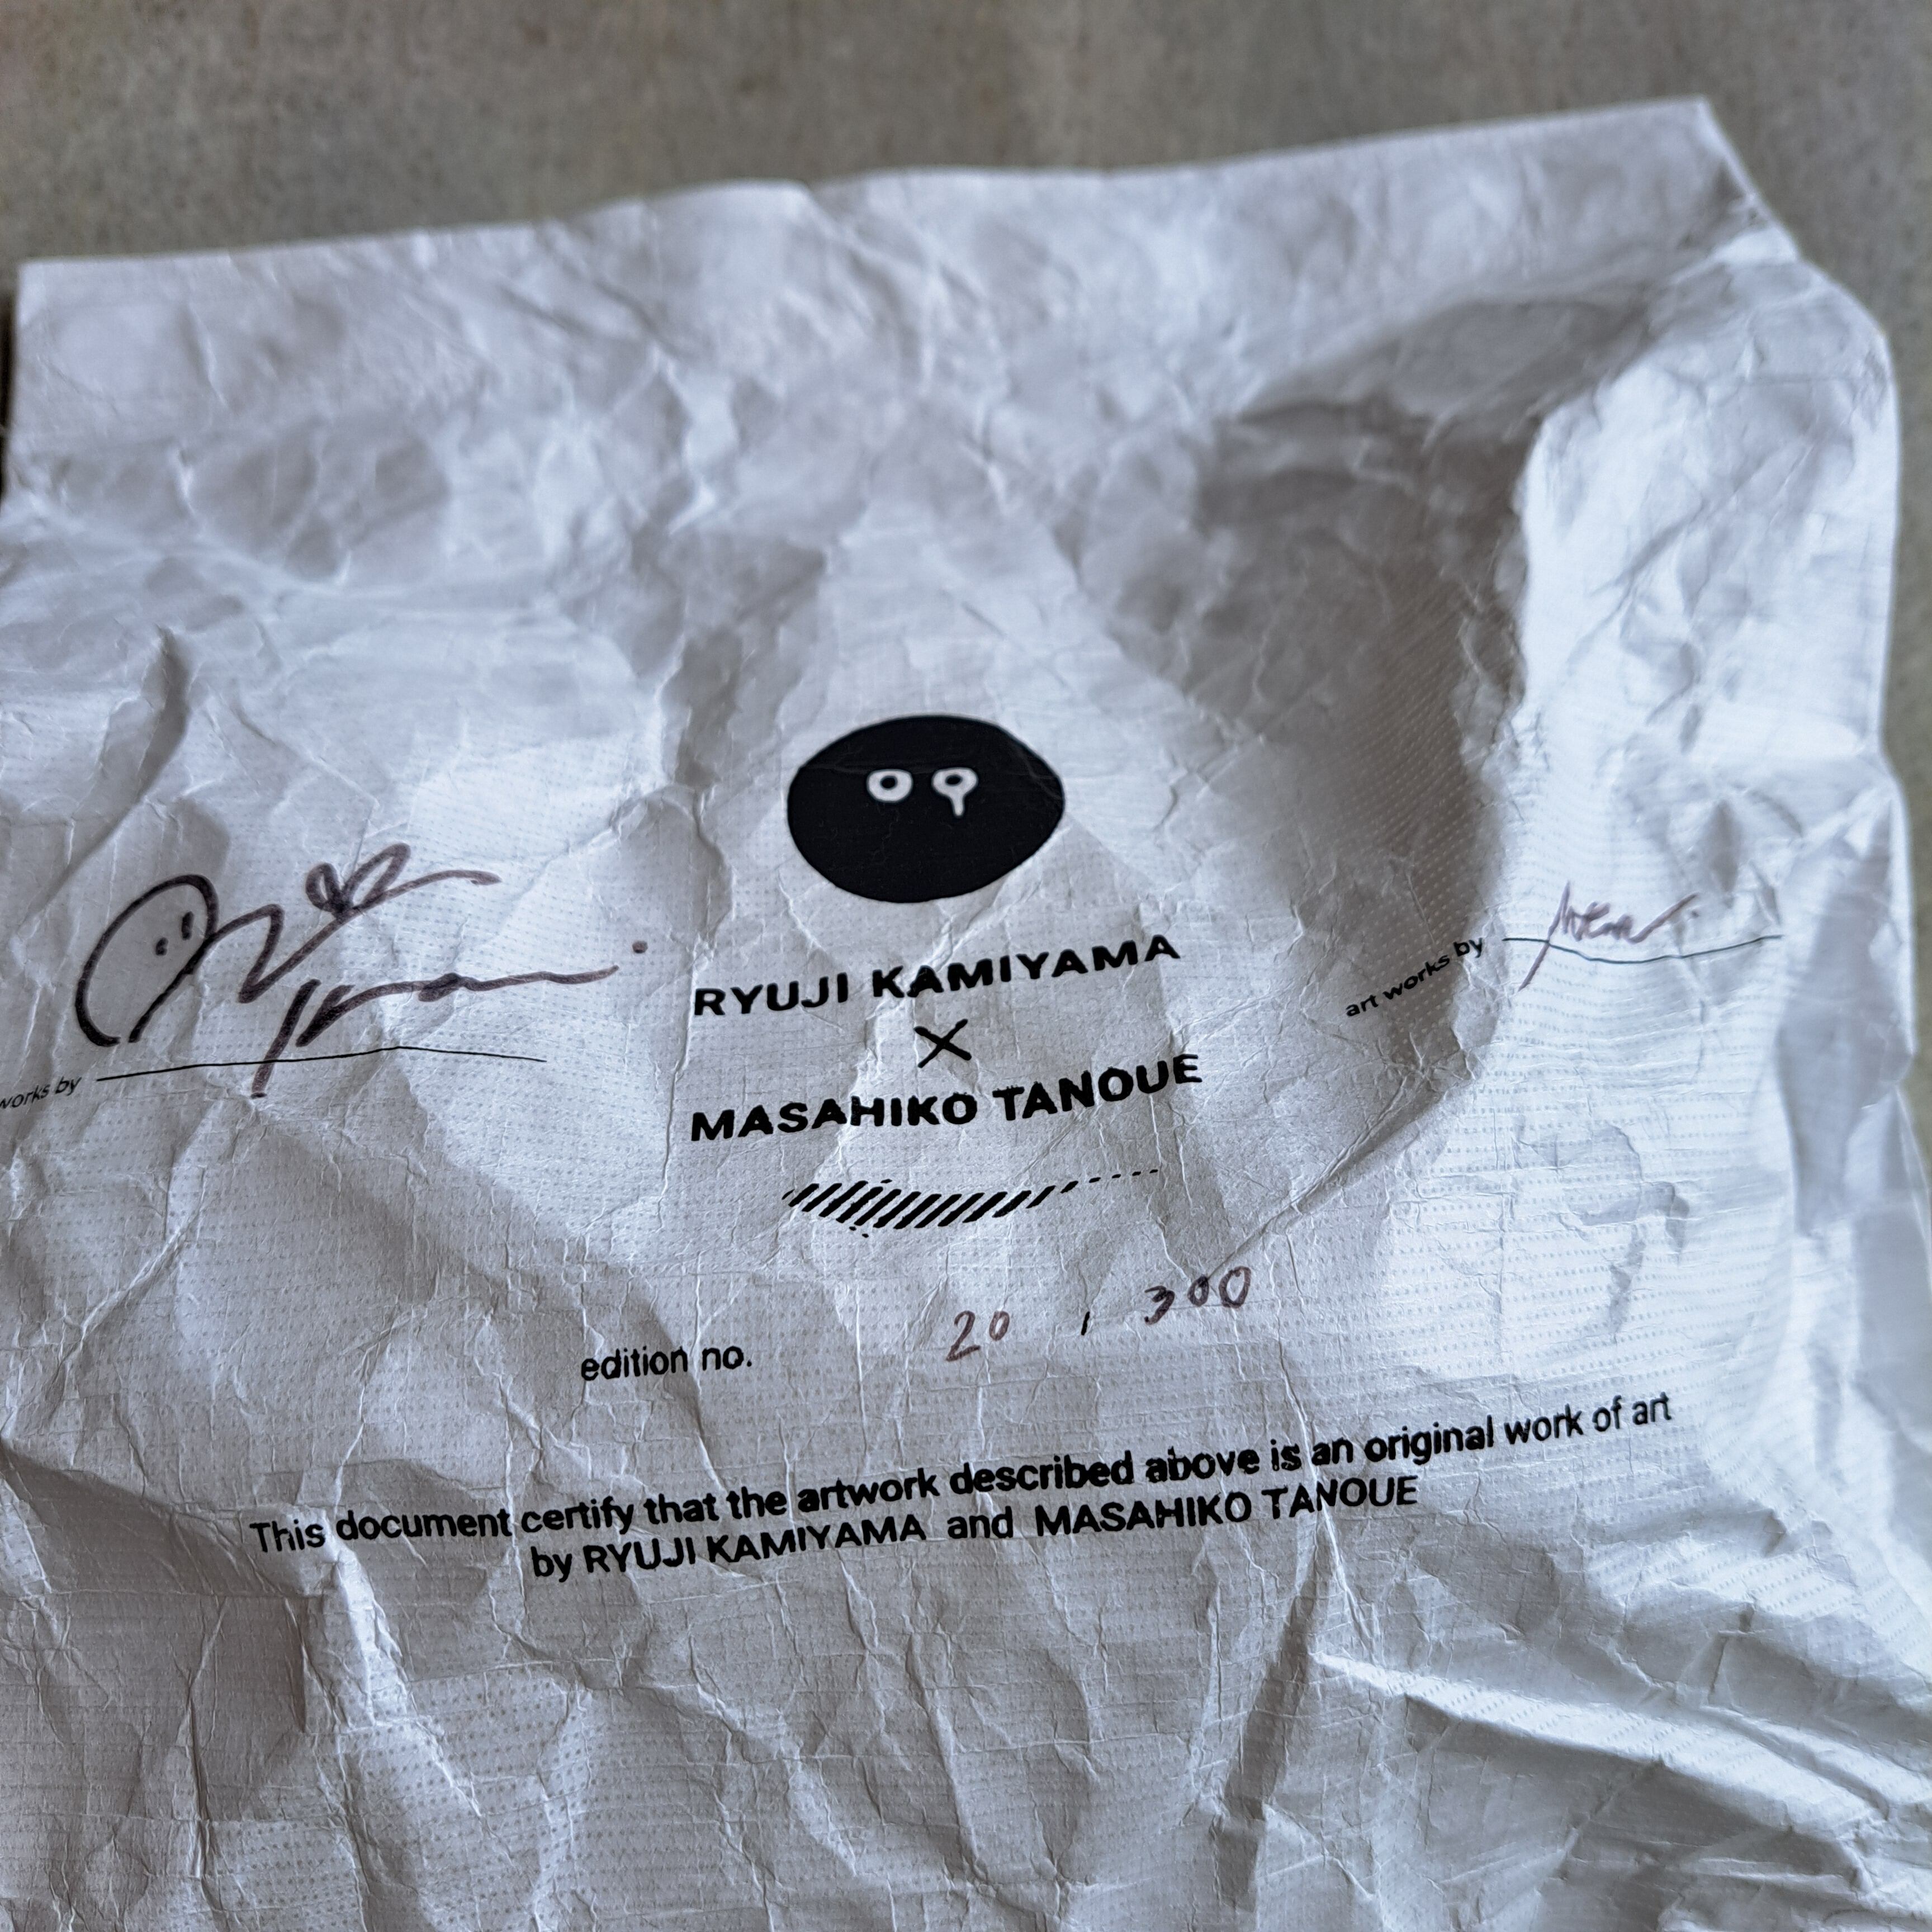 works by
RYUJI KAMIYAMA
×
MASAHIKO TANOUE
art works by
edition no. 20 / 300
This document certify that the artwork described above is an original work of art
by RYUJI KAMIYAMA and MASAHIKO TANOUE